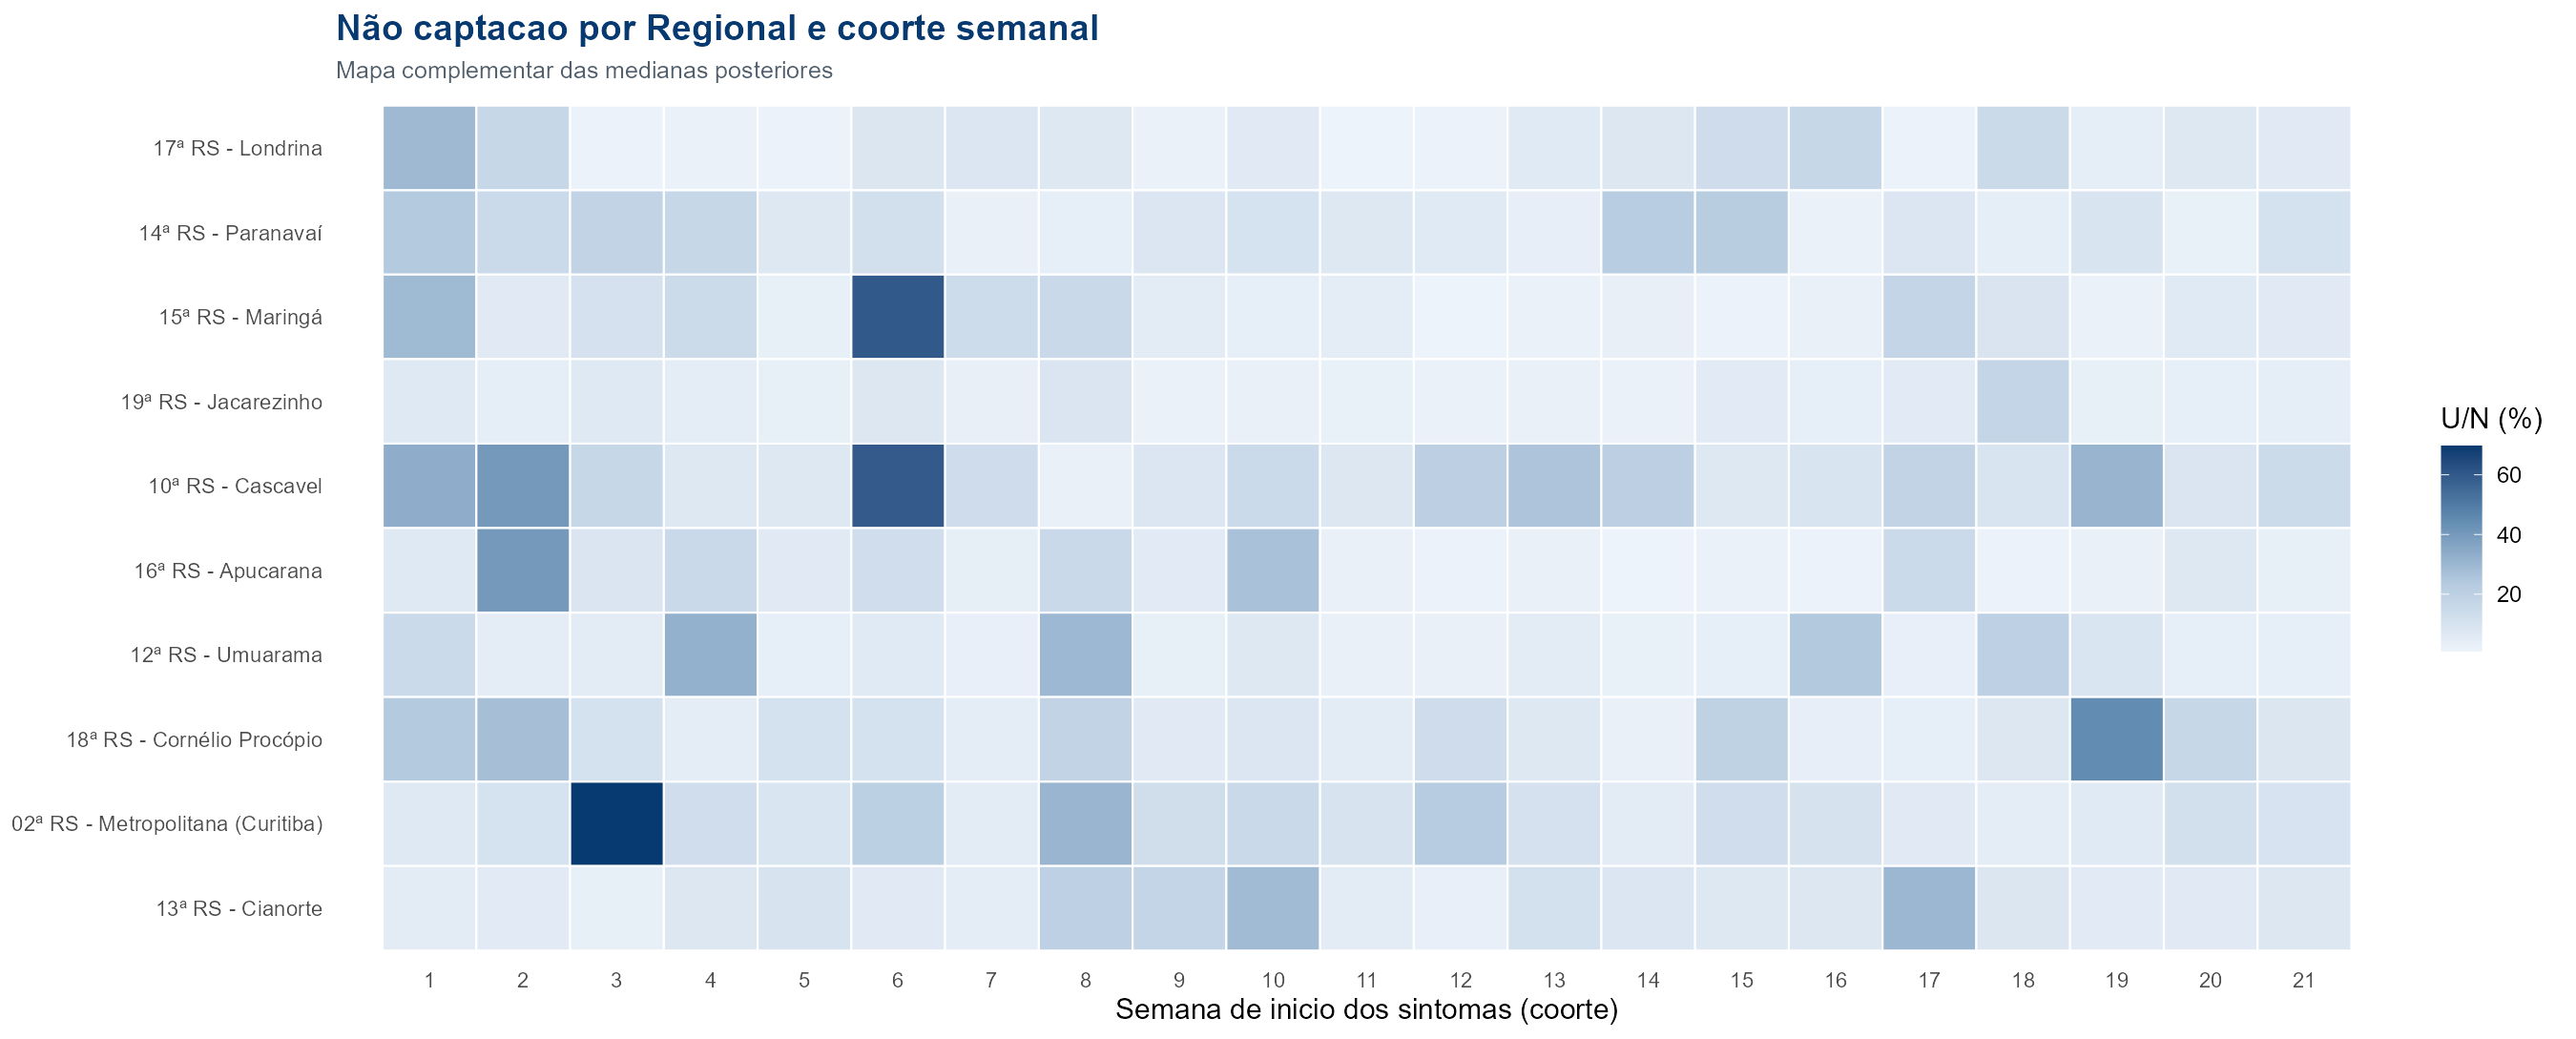 Não captacao por Regional e coorte semanal
Mapa complementar das medianas posteriores
17ª RS - Londrina
14ª RS - Paranavaí
15ª RS - Maringá
19ª RS - Jacarezinho
10ª RS - Cascavel
16ª RS - Apucarana
12ª RS - Umuarama
18ª RS - Cornélio Procópio
02ª RS - Metropolitana (Curitiba)
13ª RS - Cianorte
1 2 3 4 5 6 7 8 9 10 11 12 13 14 15 16 17 18 19 20 21
Semana de inicio dos sintomas (coorte)
U/N (%)
60
40
20